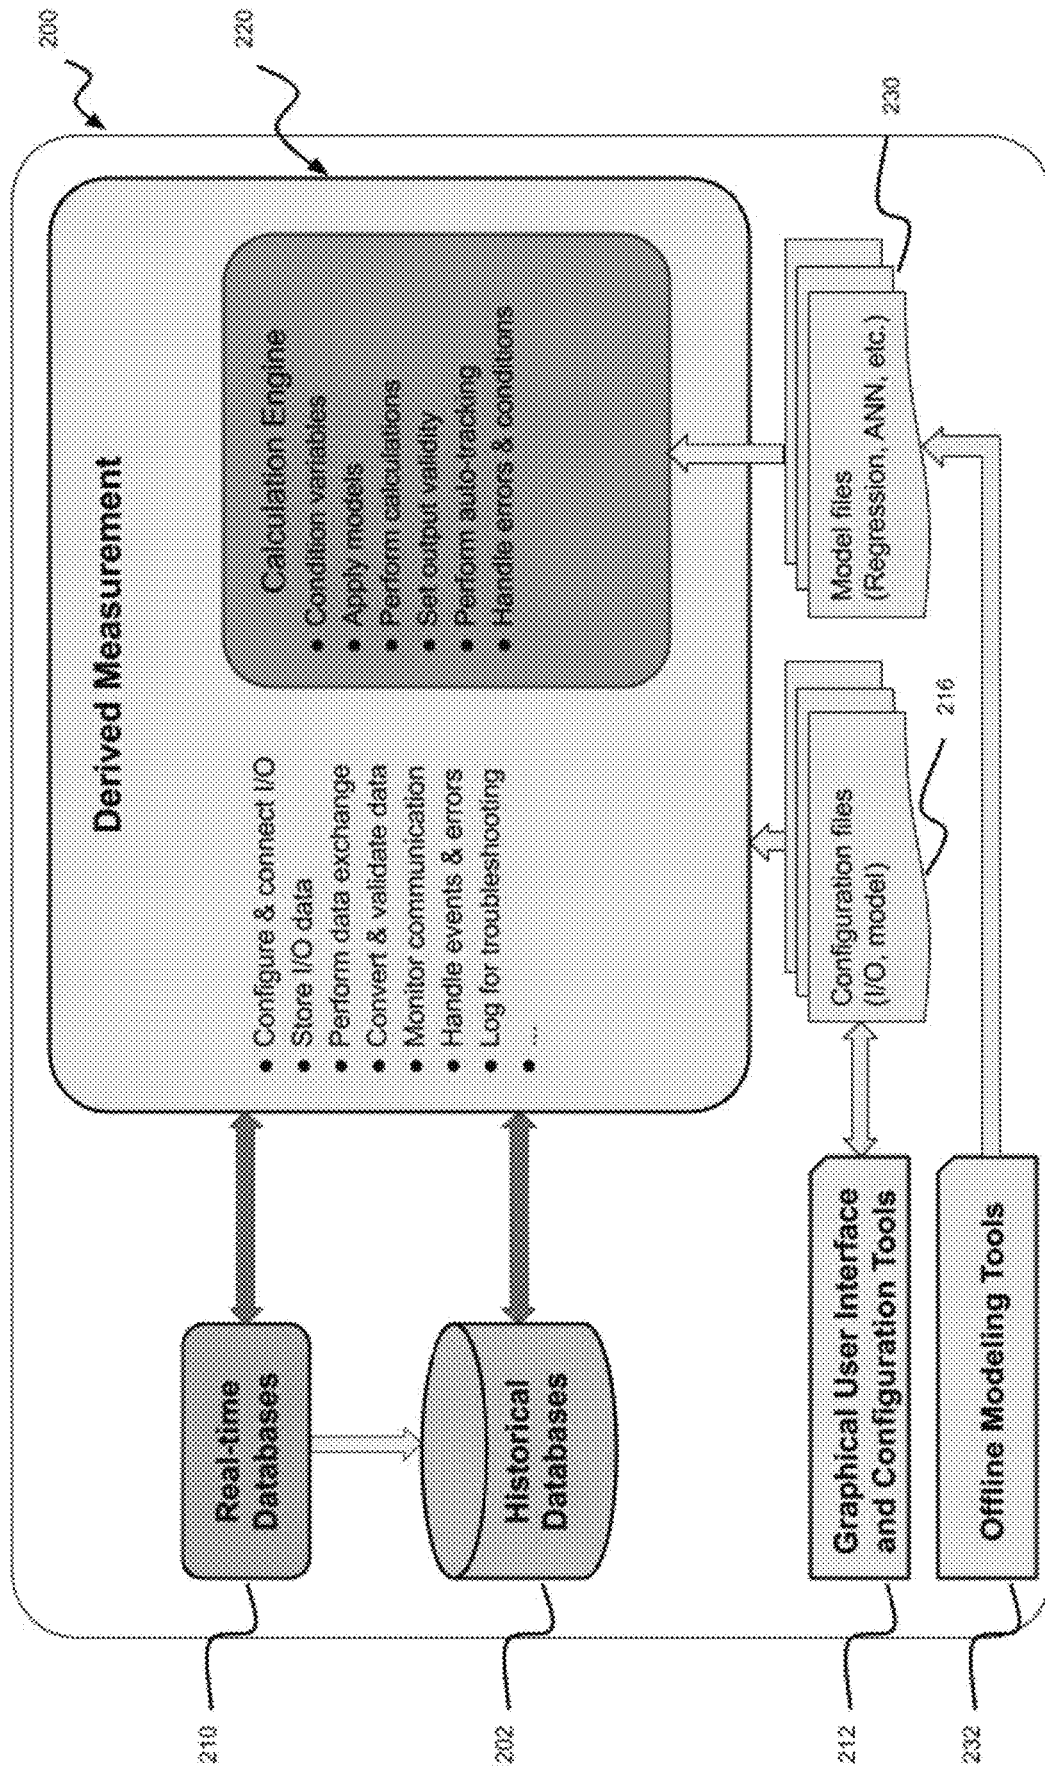 200
220
Derived Measurement
Calculation Engine
● Condition variables
● Apply models
● Perform calculations
● Set output validity
● Perform auto-tracking
● Handle errors & conditions
● Configure & connect I/O
● Store I/O data
● Perform data exchange
● Convert & validate data
● Monitor communication
● Handle events & errors
● Log for troubleshooting
● ...
Real-time
Databases
210
Historical
Databases
202
Configuration files
(I/O, model)
216
Model files
(Regression, ANN, etc.)
230
Graphical User Interface
and Configuration Tools
212
Offline Modeling Tools
232